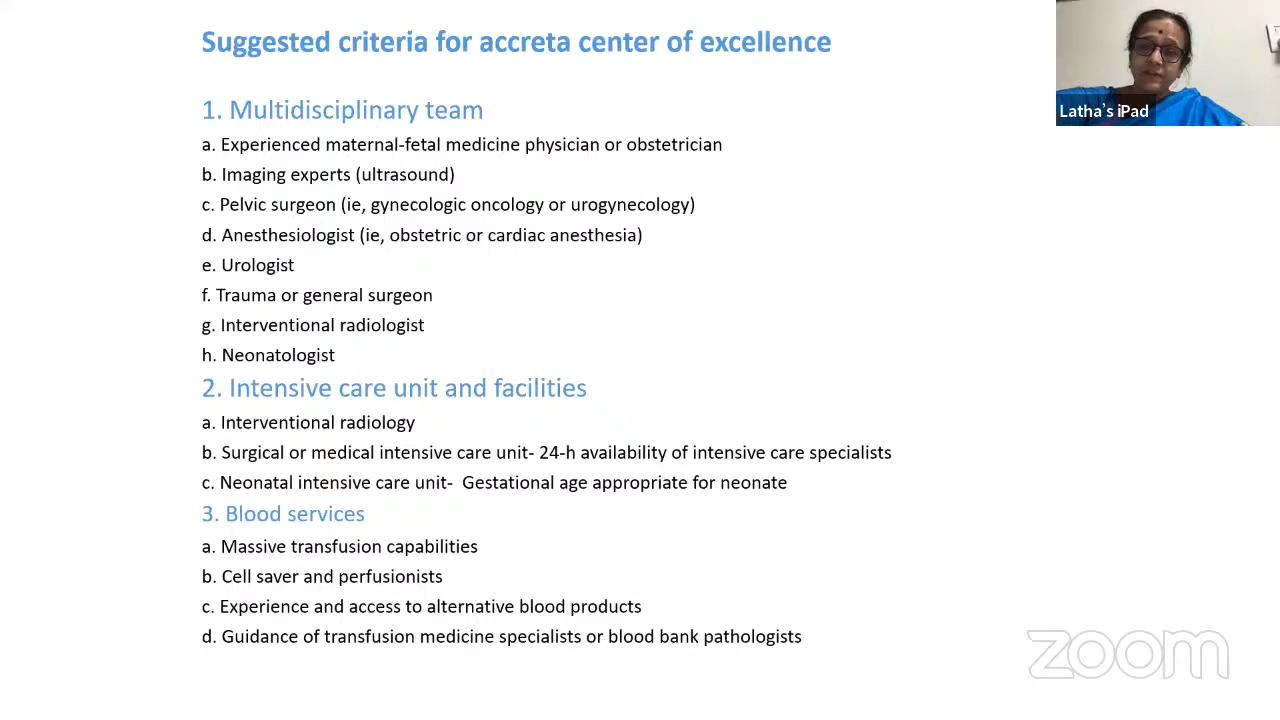 Suggested criteria for accreta center of excellence
1. Multidisciplinary team
a. Experienced maternal-fetal medicine physician or obstetrician
b. Imaging experts (ultrasound)
c. Pelvic surgeon (ie, gynecologic oncology or urogynecology)
d. Anesthesiologist (ie, obstetric or cardiac anesthesia)
e. Urologist
f. Trauma or general surgeon
g. Interventional radiologist
h. Neonatologist
2. Intensive care unit and facilities
a. Interventional radiology
b. Surgical or medical intensive care unit- 24-h availability of intensive care specialists
c. Neonatal intensive care unit-  Gestational age appropriate for neonate
3. Blood services
a. Massive transfusion capabilities
b. Cell saver and perfusionists
c. Experience and access to alternative blood products
d. Guidance of transfusion medicine specialists or blood bank pathologists
Latha's iPad
zoom